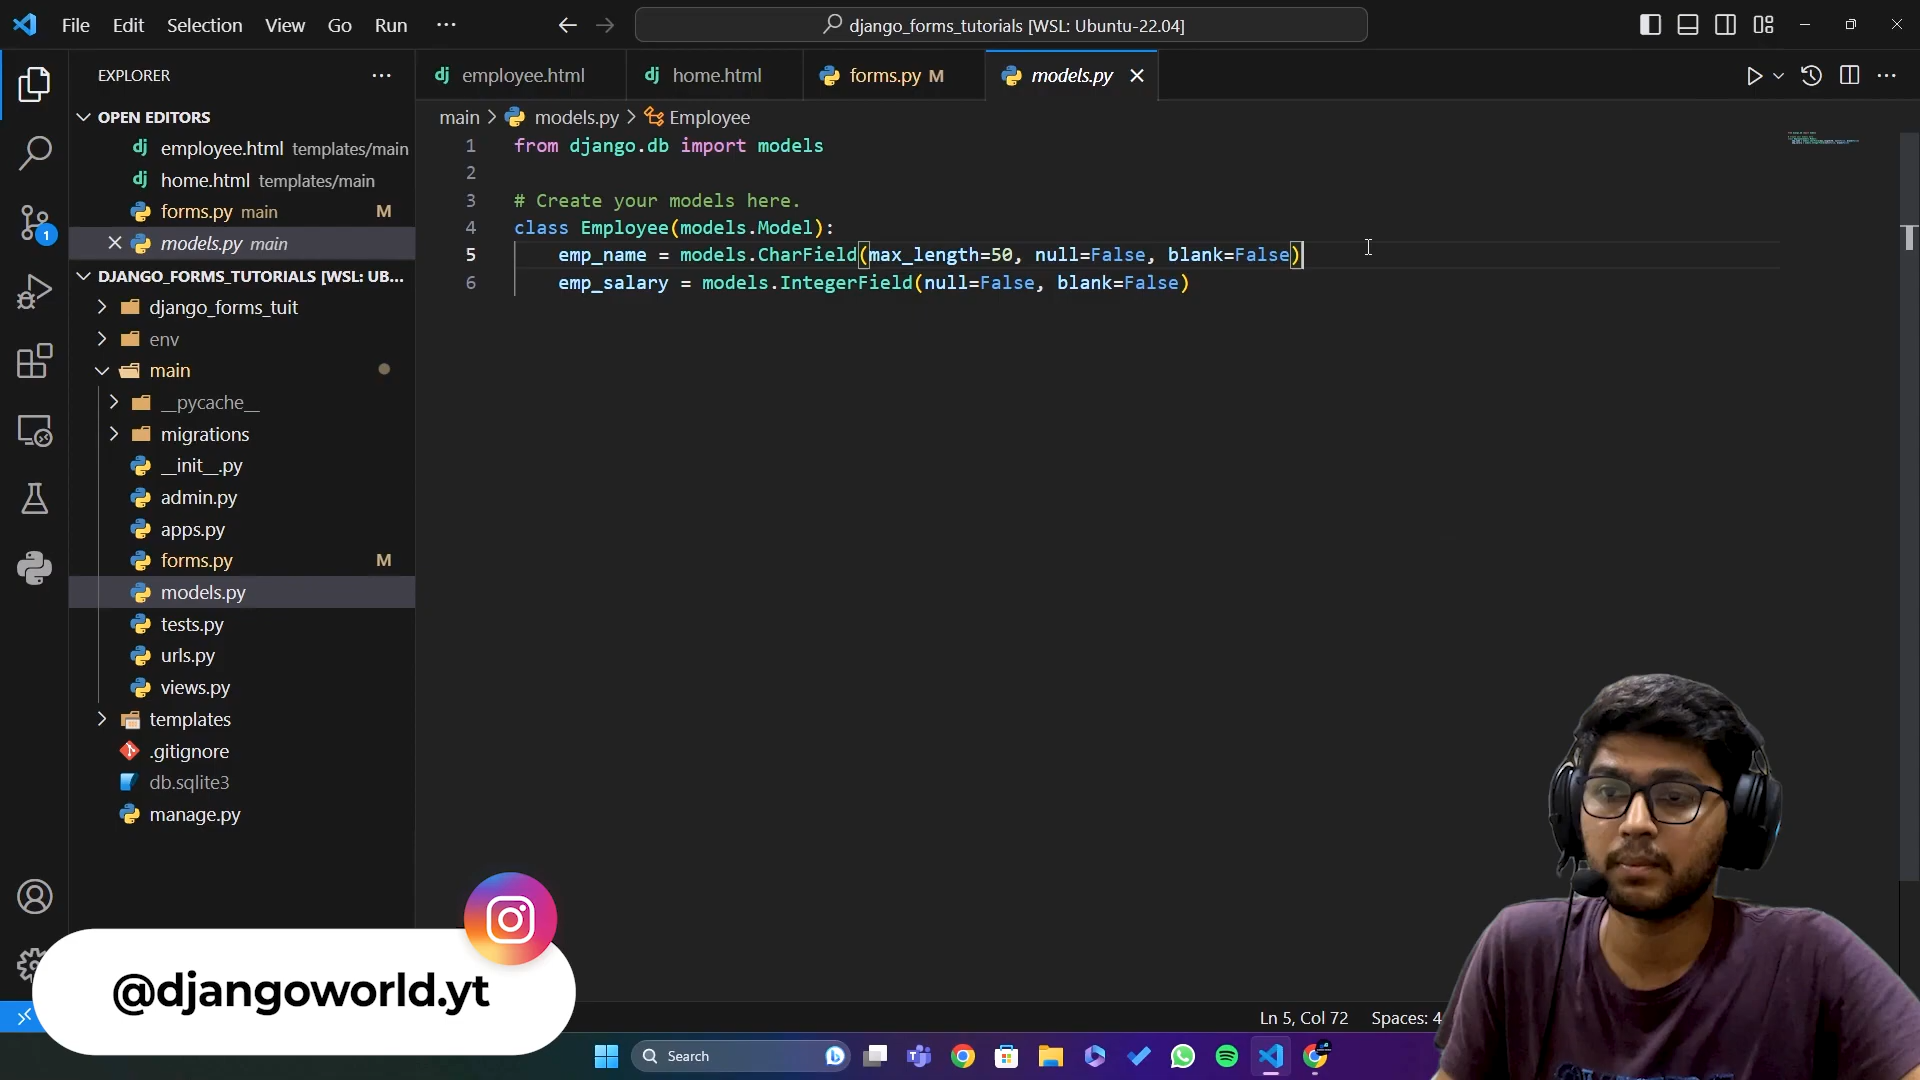 File Edit Selection View Go Run ···
django_forms_tutorials [WSL: Ubuntu-22.04]
EXPLORER
employee.html
home.html
forms.py M
models.py
OPEN EDITORS
employee.html templates/main
home.html templates/main
forms.py main M
models.py main
DJANGO_FORMS_TUTORIALS [WSL: UB...
django_forms_tuit
env
main
__pycache__
migrations
__init__.py
admin.py
apps.py
forms.py M
models.py
tests.py
urls.py
views.py
templates
.gitignore
db.sqlite3
manage.py
main > models.py > Employee
1 from django.db import models
2
3 # Create your models here.
4 class Employee(models.Model):
5 emp_name = models.CharField(max_length=50, null=False, blank=False)
6 emp_salary = models.IntegerField(null=False, blank=False)
1
@djangoworld.yt
Ln 5, Col 72 Spaces: 4
Search